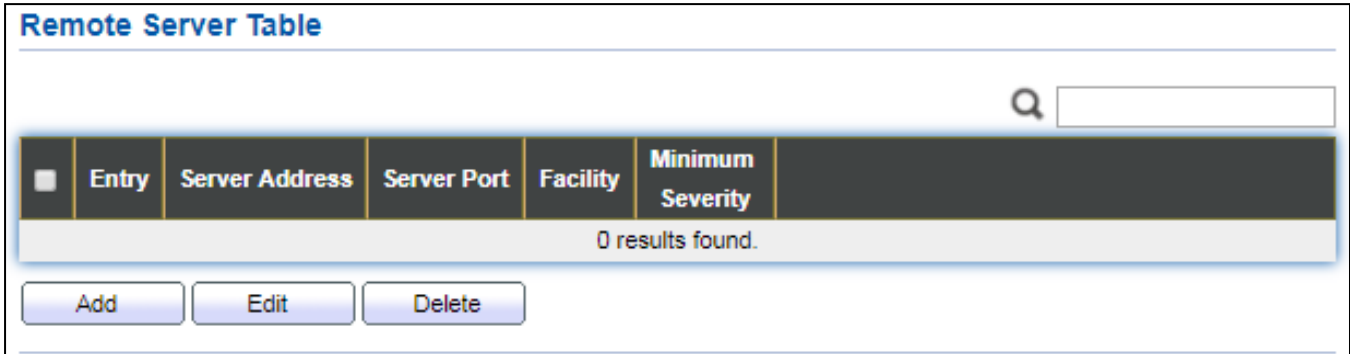 Remote Server Table
Entry
Server Address
Server Port
Facility
Minimum
Severity
0 results found.
Add
Edit
Delete